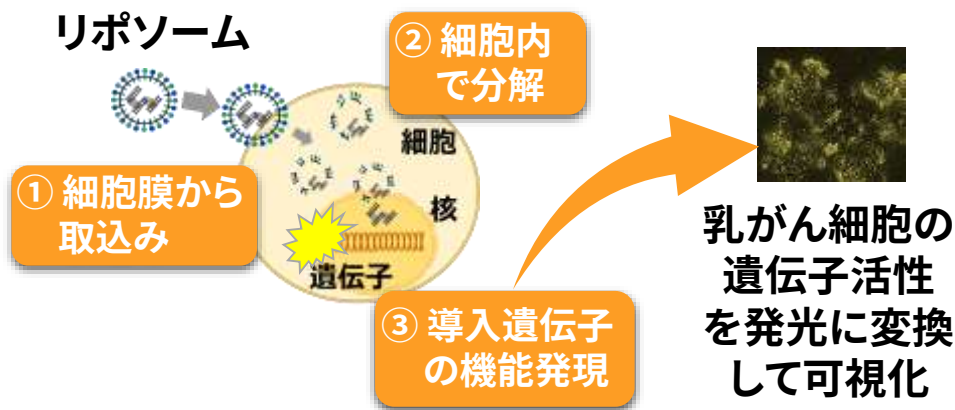 リポソーム
① 細胞膜から
取込み
② 細胞内
で分解
細胞
核
遺伝子
③ 導入遺伝子
の機能発現
乳がん細胞の
遺伝子活性
を発光に変換
して可視化